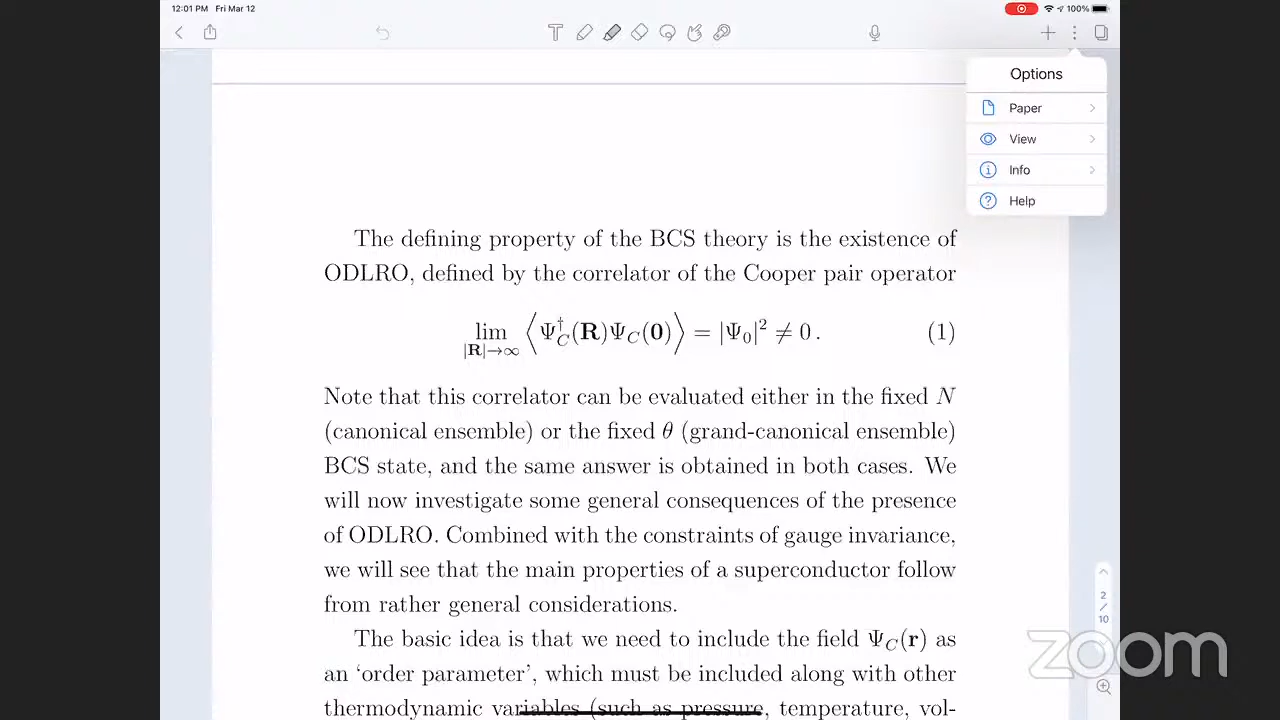 12:01 PM Fri Mar 12
100%
Options
Paper
View
Info
Help
The defining property of the BCS theory is the existence of
ODLRO, defined by the correlator of the Cooper pair operator
lim_{|R|→∞} ⟨Ψ_C^†(R)Ψ_C(0)⟩ = |Ψ_0|^2 ≠ 0 . (1)
Note that this correlator can be evaluated either in the fixed N
(canonical ensemble) or the fixed θ (grand-canonical ensemble)
BCS state, and the same answer is obtained in both cases. We
will now investigate some general consequences of the presence
of ODLRO. Combined with the constraints of gauge invariance,
we will see that the main properties of a superconductor follow
from rather general considerations.
The basic idea is that we need to include the field Ψ_C(r) as
an ‘order parameter’, which must be included along with other
thermodynamic variables (such as pressure, temperature, vol-
2
/
10
zoom